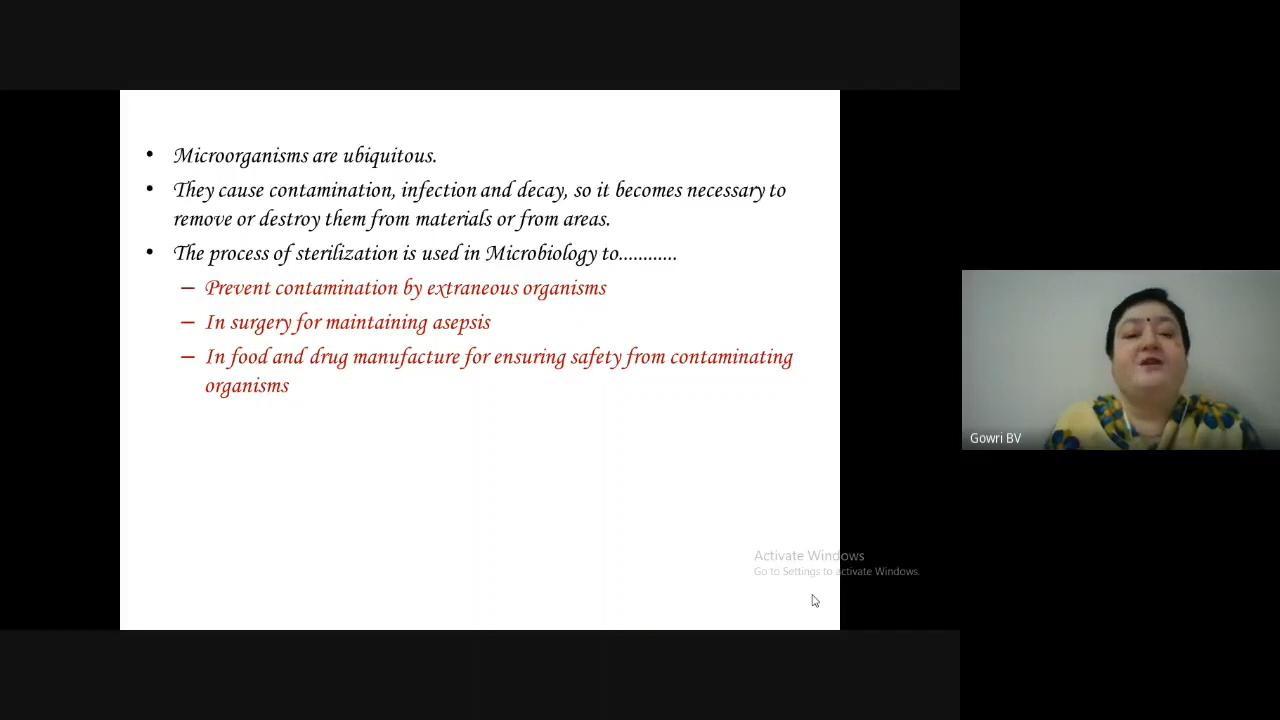 Microorganisms are ubiquitous.
They cause contamination, infection and decay, so it becomes necessary to
remove or destroy them from materials or from areas.
The process of sterilization is used in Microbiology to............
– Prevent contamination by extraneous organisms
– In surgery for maintaining asepsis
– In food and drug manufacture for ensuring safety from contaminating
organisms
Gowri BV
Activate Windows
Go to Settings to activate Windows.